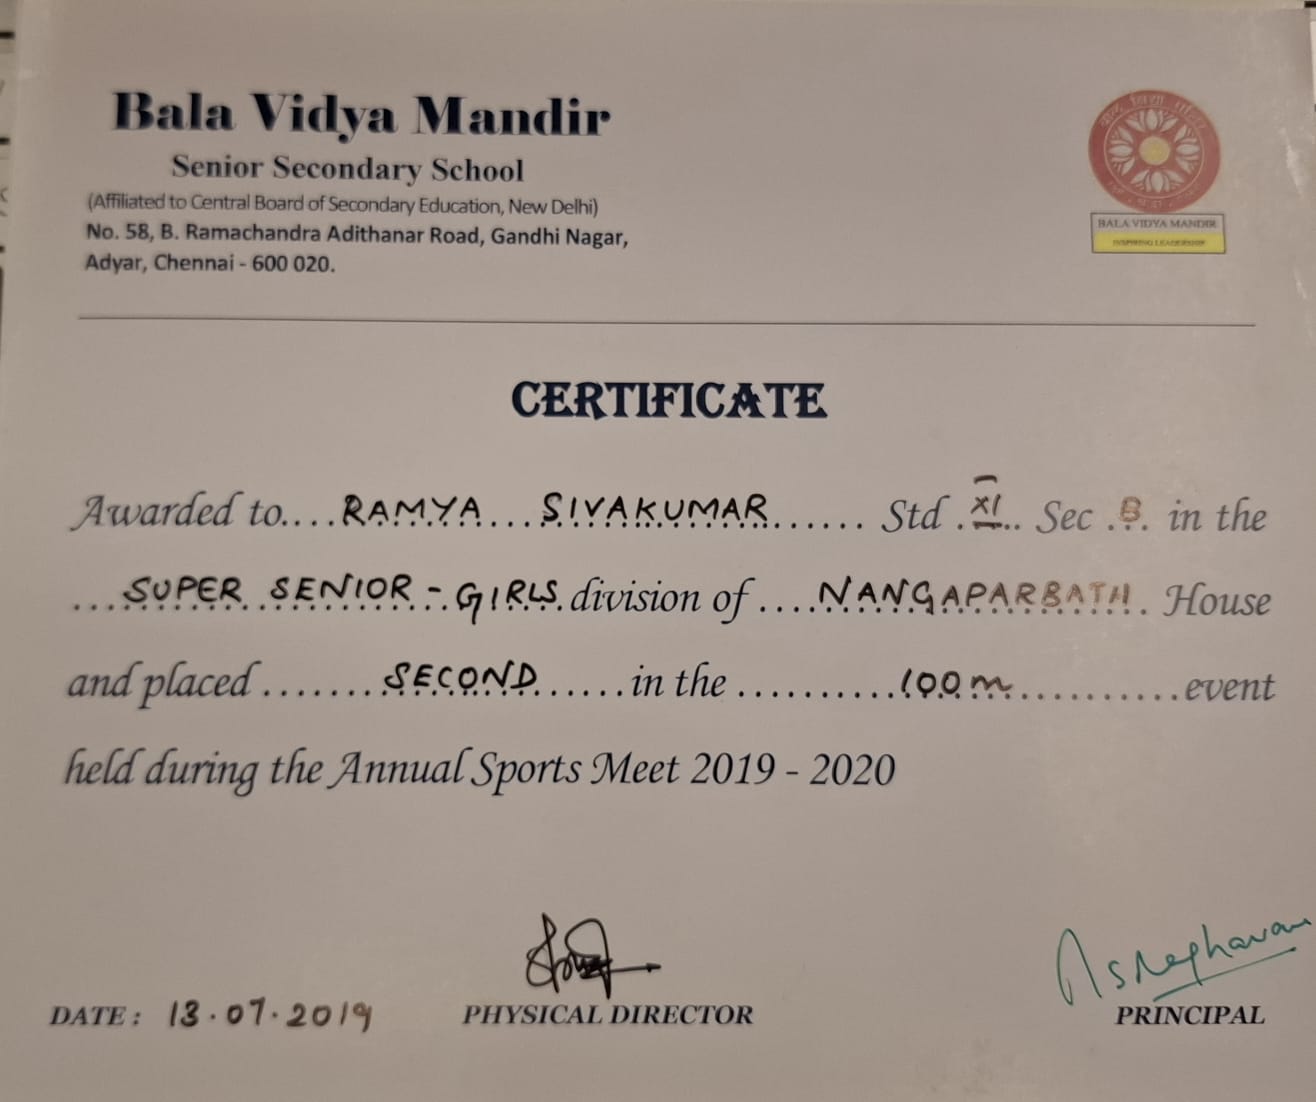 Bala Vidya Mandir
Senior Secondary School
(Affiliated to Central Board of Secondary Education, New Delhi)
No. 58, B. Ramachandra Adithanar Road, Gandhi Nagar,
Adyar, Chennai - 600 020.
BALA VIDYA MANDIR
INSPIRING LEADERSHIP
CERTIFICATE
Awarded to....RAMYA...SIVAKUMAR...... Std .XI.. Sec .B. in the
...SUPER SENIOR - GIRLS. division of ....NANGAPARBATH. House
and placed .......SECOND......in the ..........100m...........event
held during the Annual Sports Meet 2019 - 2020
DATE : 13.07.2019
PHYSICAL DIRECTOR
PRINCIPAL